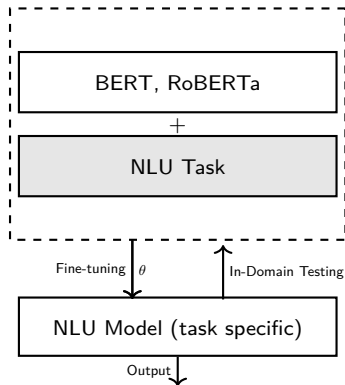 BERT, RoBERTa
+
NLU Task
Fine-tuning θ
In-Domain Testing
NLU Model (task specific)
Output